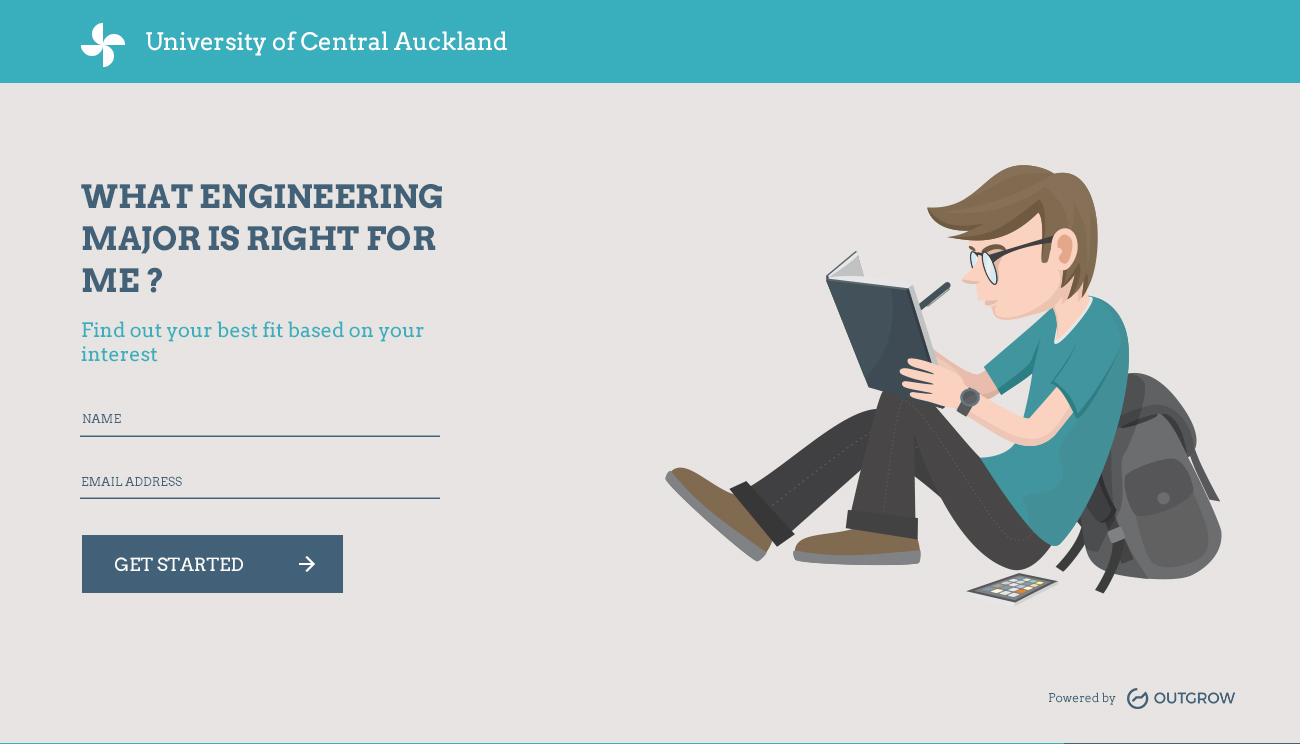 University of Central Auckland
WHAT ENGINEERING
MAJOR IS RIGHT FOR
ME ?
Find out your best fit based on your
interest
NAME
EMAIL ADDRESS
GET STARTED
Powered by OUTGROW